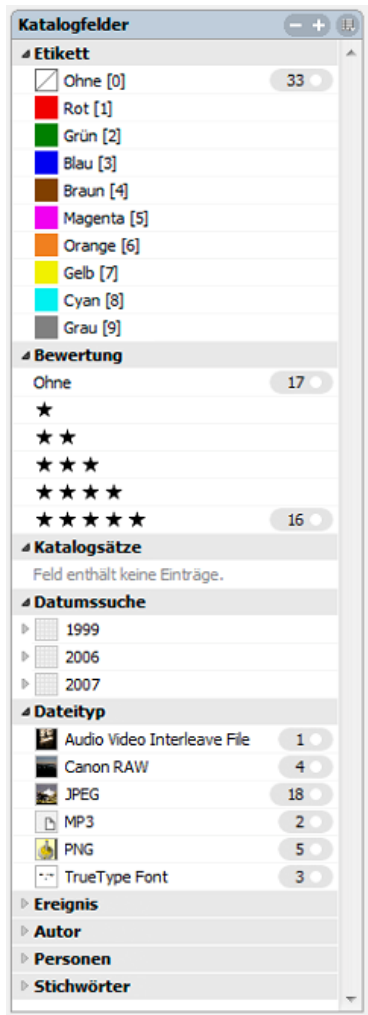 Katalogfelder
Etikett
Ohne [0] 33
Rot [1]
Grün [2]
Blau [3]
Braun [4]
Magenta [5]
Orange [6]
Gelb [7]
Cyan [8]
Grau [9]
Bewertung
Ohne 17
16
Katalogsätze
Feld enthält keine Einträge.
Datumssuche
1999
2006
2007
Dateityp
Audio Video Interleave File 1
Canon RAW 4
JPEG 18
MP3 2
PNG 5
TrueType Font 3
Ereignis
Autor
Personen
Stichwörter